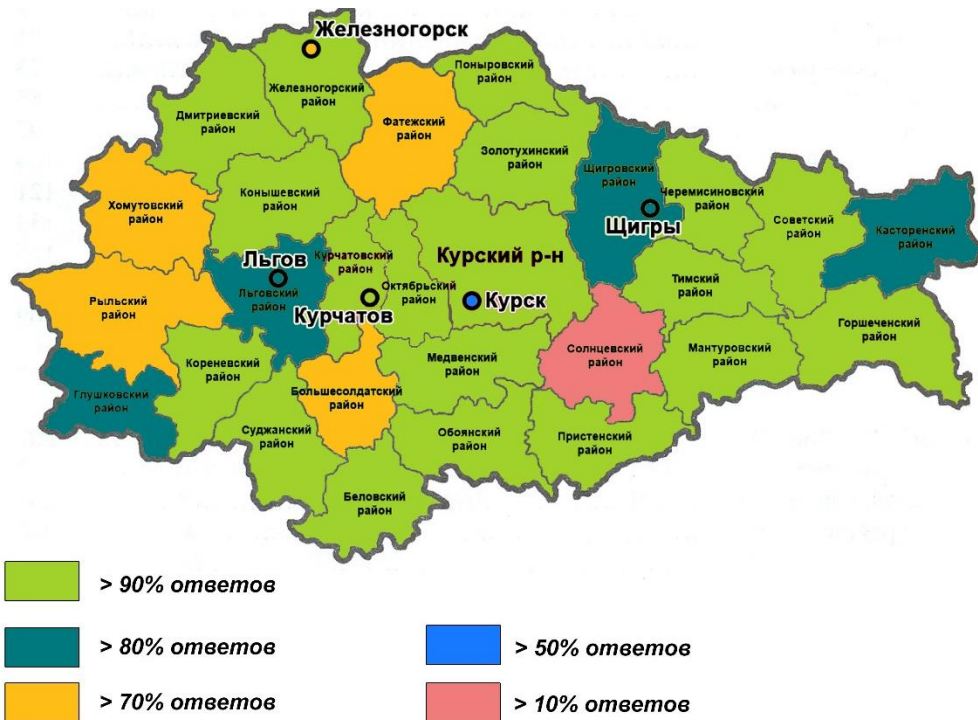 Железногорск
Поныровский
район
Железногорский
район
Дмитриевский
район
Фатежский
район
Золотухинский
район
Щигровский
район
Черемисиновский
район
Конышевский
район
Хомутовский
район
Советский
район
Касторенский
район
Щигры
Льгов
Льговский
район
Курчатовский
район
Курский р-н
Октябрьский
район
Тимский
район
Рыльский
район
Курчатов
Курск
Горшеченский
район
Солнцевский
район
Мантуровский
район
Медвенский
район
Кореневский
район
Большесолдатский
район
Глушковский
район
Суджанский
район
Обоянский
район
Пристенский
район
Беловский
район
> 90% ответов
> 80% ответов
> 50% ответов
> 70% ответов
> 10% ответов